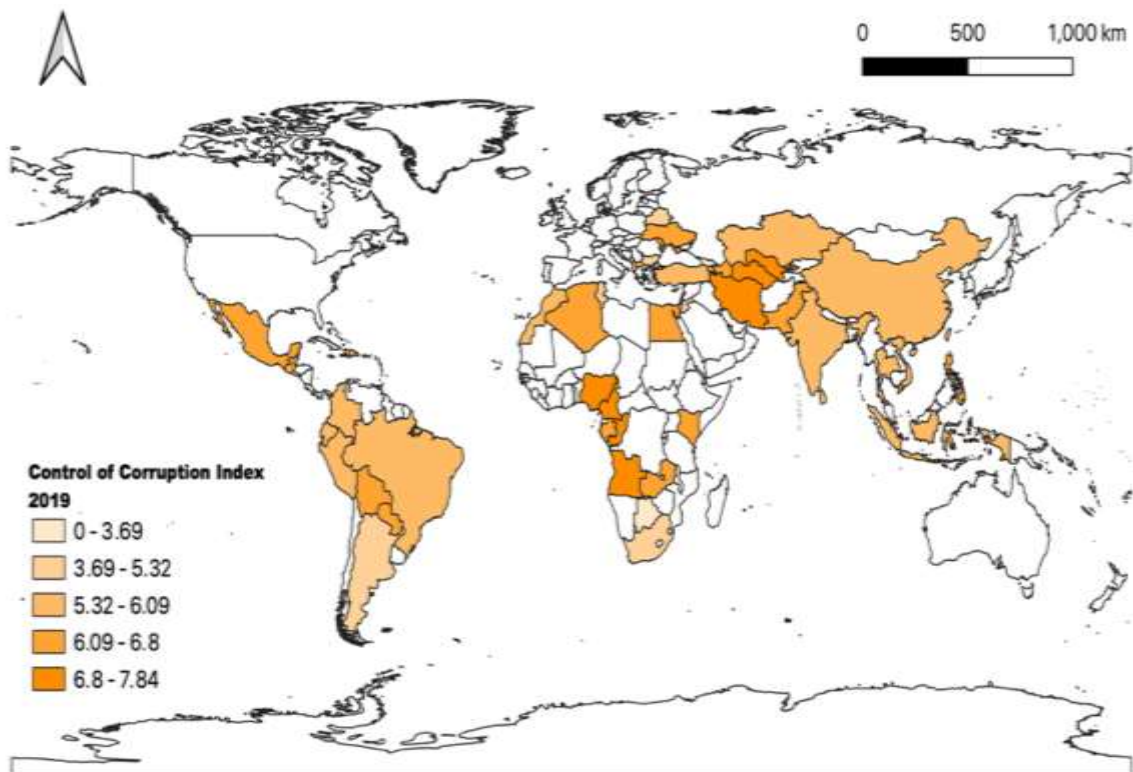 0 500 1,000 km
Control of Corruption Index
2019
0 - 3.69
3.69 - 5.32
5.32 - 6.09
6.09 - 6.8
6.8 - 7.84